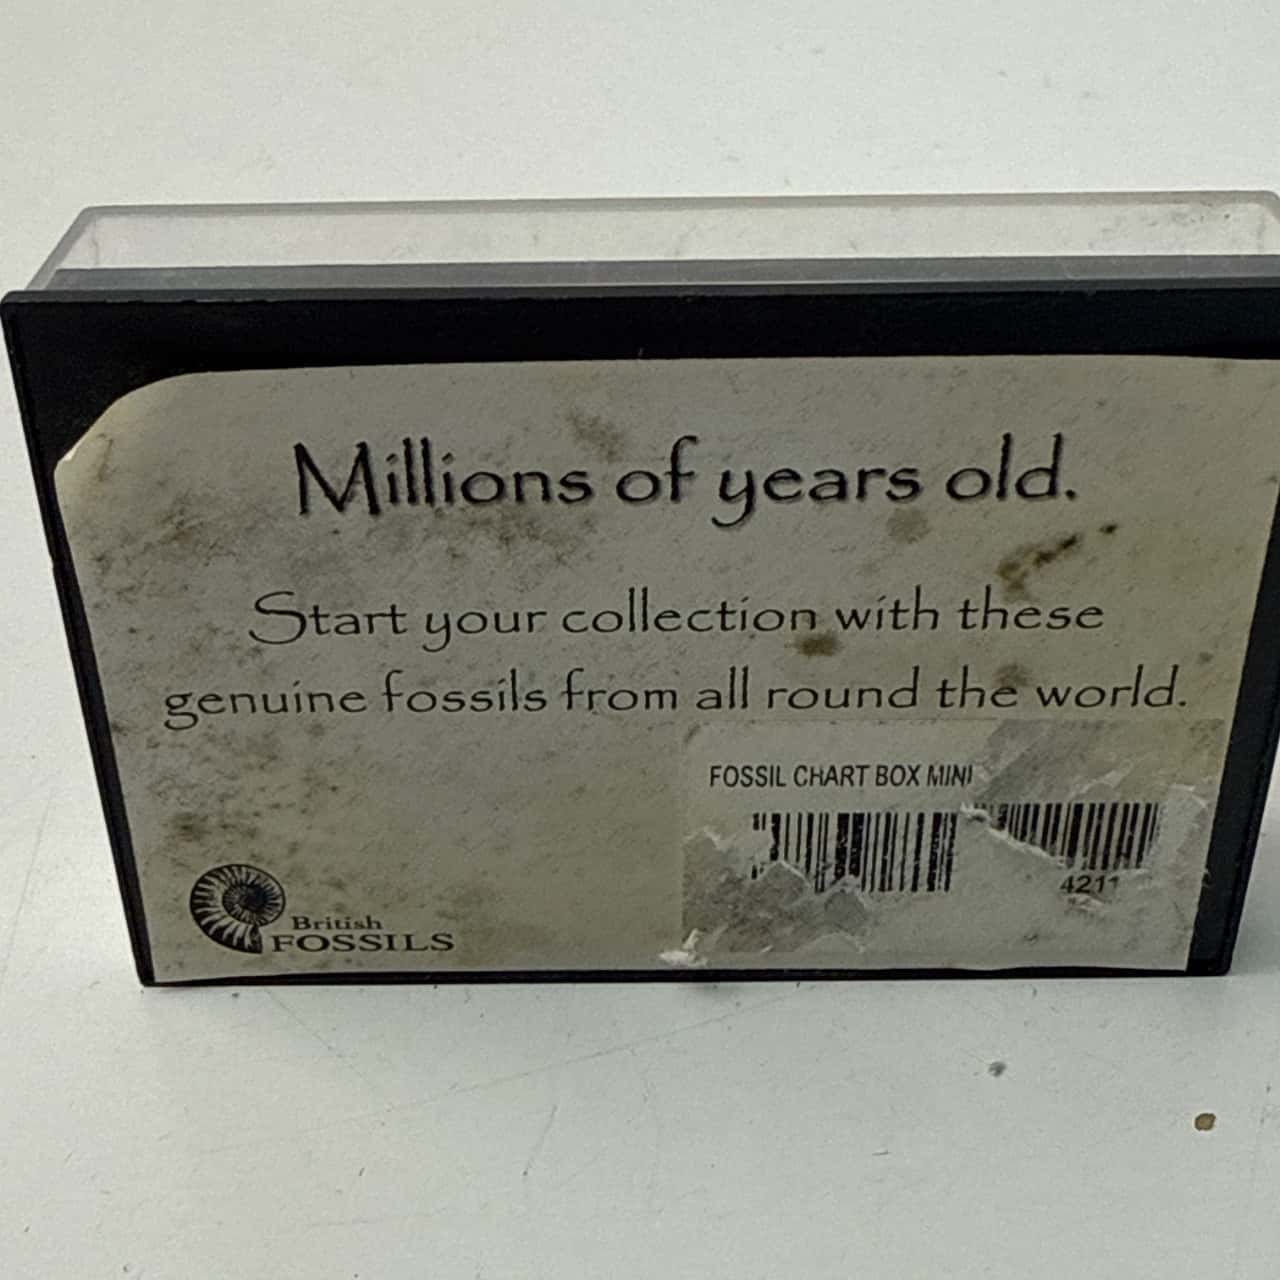 Millions of years old.
Start your collection with these
genuine fossils from all round the world.
FOSSIL CHART BOX MINI
4211
British
FOSSILS